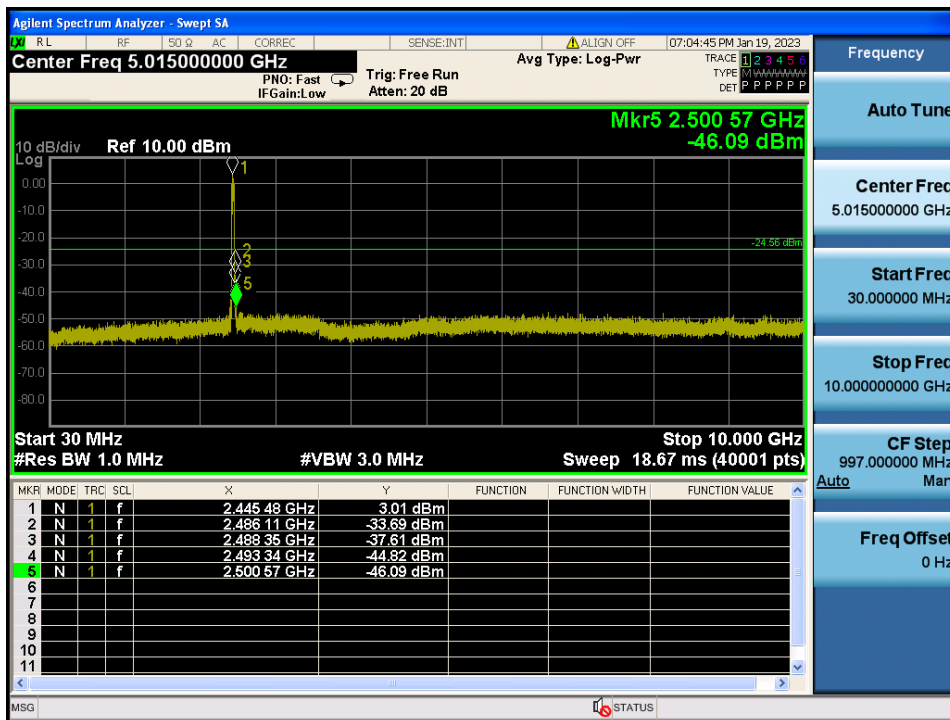 Agilent Spectrum Analyzer - Swept SA
LXI RL RF 50 Ω AC CORREC SENSE:INT ALIGN OFF 07:04:45 PM Jan 19, 2023
Center Freq 5.015000000 GHz
PNO: Fast
IFGain:Low
Trig: Free Run
Atten: 20 dB
Avg Type: Log-Pwr
TRACE 1 2 3 4 5 6
TYPE M WWWWW
DET P P P P P P
Mkr5 2.500 57 GHz
-46.09 dBm
10 dB/div
Log
Ref 10.00 dBm
0.00
-10.0
-20.0
-30.0
-40.0
-50.0
-60.0
-70.0
-80.0
-24.56 dBm
1
2
3
5
Start 30 MHz
Stop 10.000 GHz
#Res BW 1.0 MHz
#VBW 3.0 MHz
Sweep 18.67 ms (40001 pts)
MKR MODE TRC SCL X Y FUNCTION FUNCTION WIDTH FUNCTION VALUE
1 N 1 f 2.445 48 GHz 3.01 dBm
2 N 1 f 2.486 11 GHz -33.69 dBm
3 N 1 f 2.488 35 GHz -37.61 dBm
4 N 1 f 2.493 34 GHz -44.82 dBm
5 N 1 f 2.500 57 GHz -46.09 dBm
6
7
8
9
10
11
MSG
STATUS
Frequency
Auto Tune
Center Freq
5.015000000 GHz
Start Freq
30.000000 MHz
Stop Freq
10.000000000 GHz
CF Step
997.000000 MHz
Auto Man
Freq Offset
0 Hz